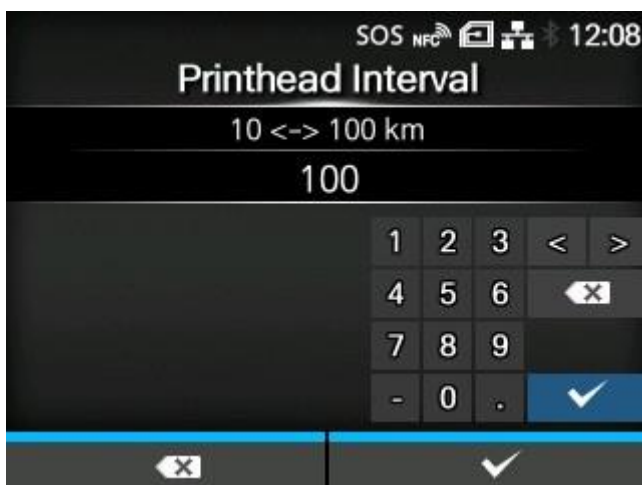 SOS NFC 12:08
Printhead Interval
10 <-> 100 km
100
1 2 3 < >
4 5 6
7 8 9
- 0 .